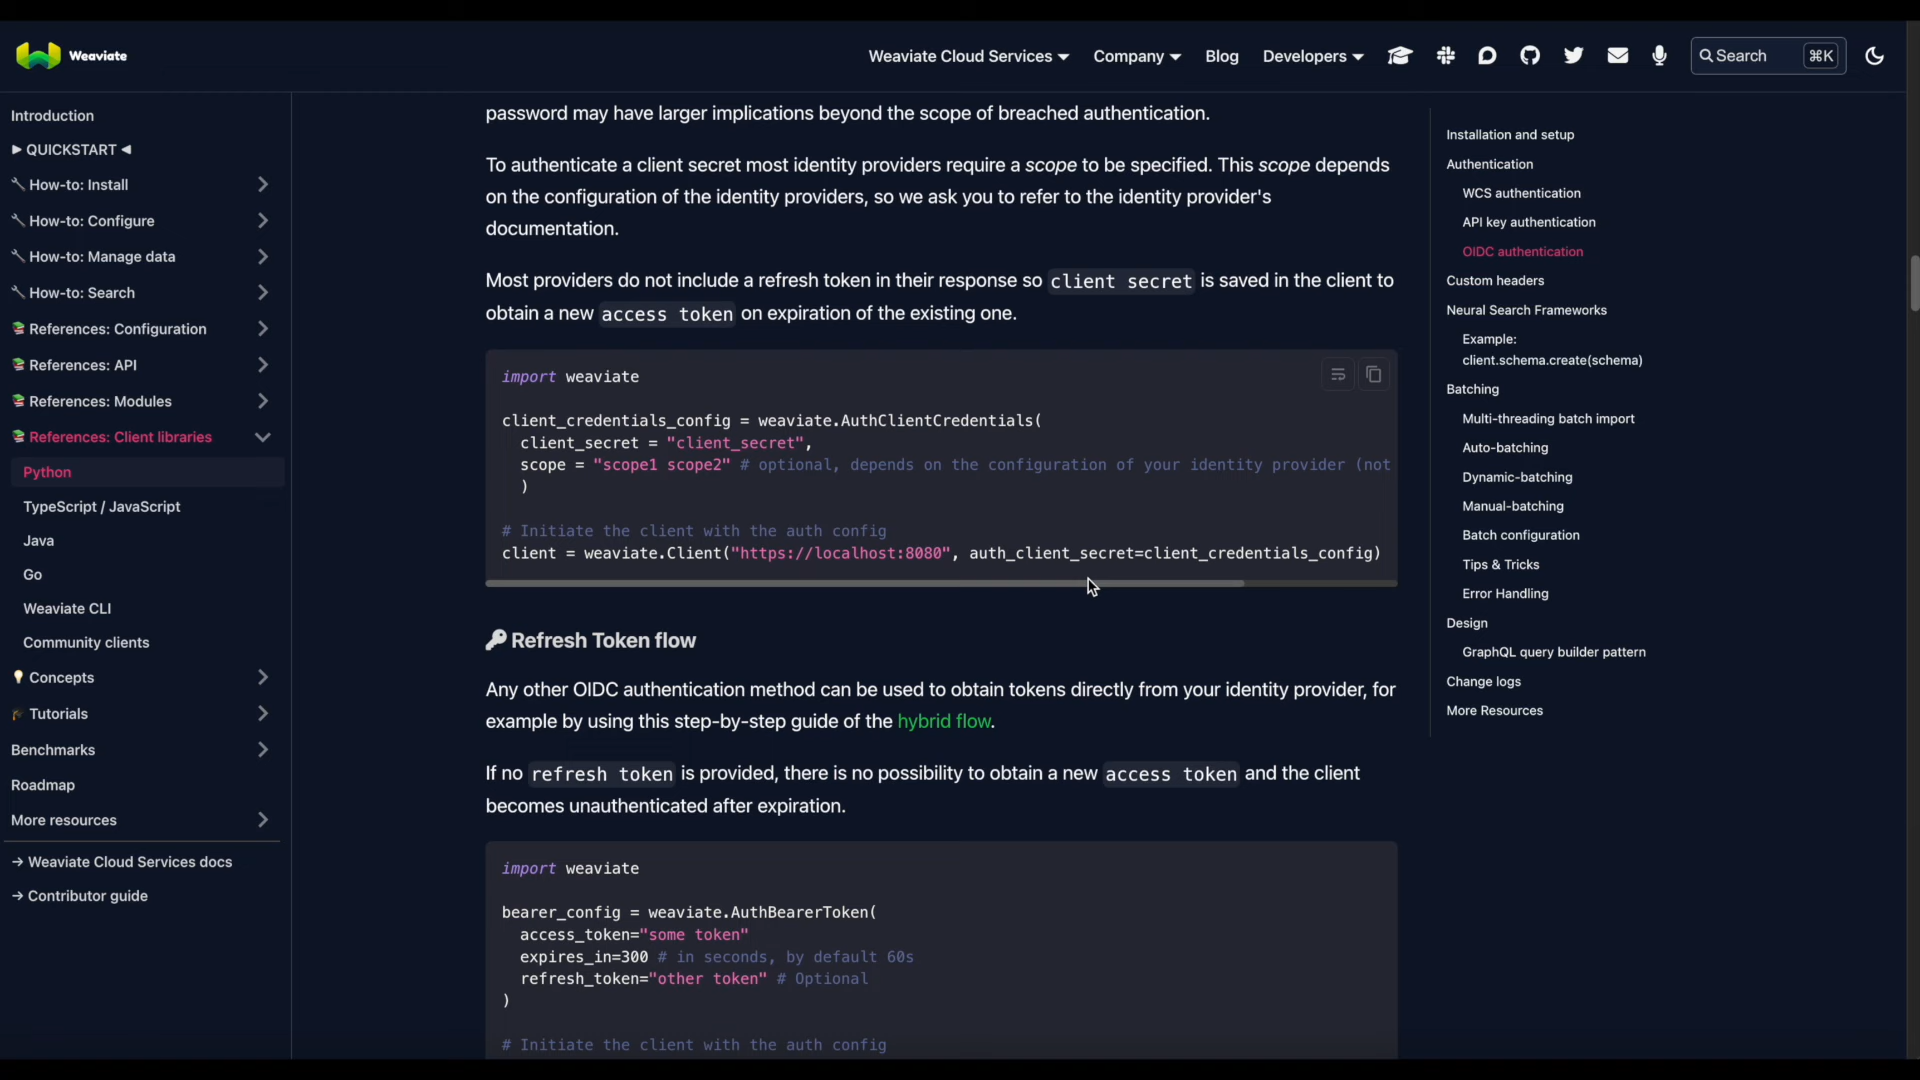 Weaviate
Weaviate Cloud Services
Company
Blog
Developers
Search
⌘K
Introduction
▶ QUICKSTART ◀
How-to: Install
How-to: Configure
How-to: Manage data
How-to: Search
References: Configuration
References: API
References: Modules
References: Client libraries
Python
TypeScript / JavaScript
Java
Go
Weaviate CLI
Community clients
Concepts
Tutorials
Benchmarks
Roadmap
More resources
→ Weaviate Cloud Services docs
→ Contributor guide
password may have larger implications beyond the scope of breached authentication.
To authenticate a client secret most identity providers require a scope to be specified. This scope depends
on the configuration of the identity providers, so we ask you to refer to the identity provider's
documentation.
Most providers do not include a refresh token in their response so client secret is saved in the client to
obtain a new access token on expiration of the existing one.
import weaviate
client_credentials_config = weaviate.AuthClientCredentials(
client_secret = "client_secret",
scope = "scope1 scope2" # optional, depends on the configuration of your identity provider (not
)
# Initiate the client with the auth config
client = weaviate.Client("https://localhost:8080", auth_client_secret=client_credentials_config)
Refresh Token flow
Any other OIDC authentication method can be used to obtain tokens directly from your identity provider, for
example by using this step-by-step guide of the hybrid flow.
If no refresh token is provided, there is no possibility to obtain a new access token and the client
becomes unauthenticated after expiration.
import weaviate
bearer_config = weaviate.AuthBearerToken(
access_token="some token"
expires_in=300 # in seconds, by default 60s
refresh_token="other token" # Optional
)
# Initiate the client with the auth config
Installation and setup
Authentication
WCS authentication
API key authentication
OIDC authentication
Custom headers
Neural Search Frameworks
Example:
client.schema.create(schema)
Batching
Multi-threading batch import
Auto-batching
Dynamic-batching
Manual-batching
Batch configuration
Tips & Tricks
Error Handling
Design
GraphQL query builder pattern
Change logs
More Resources